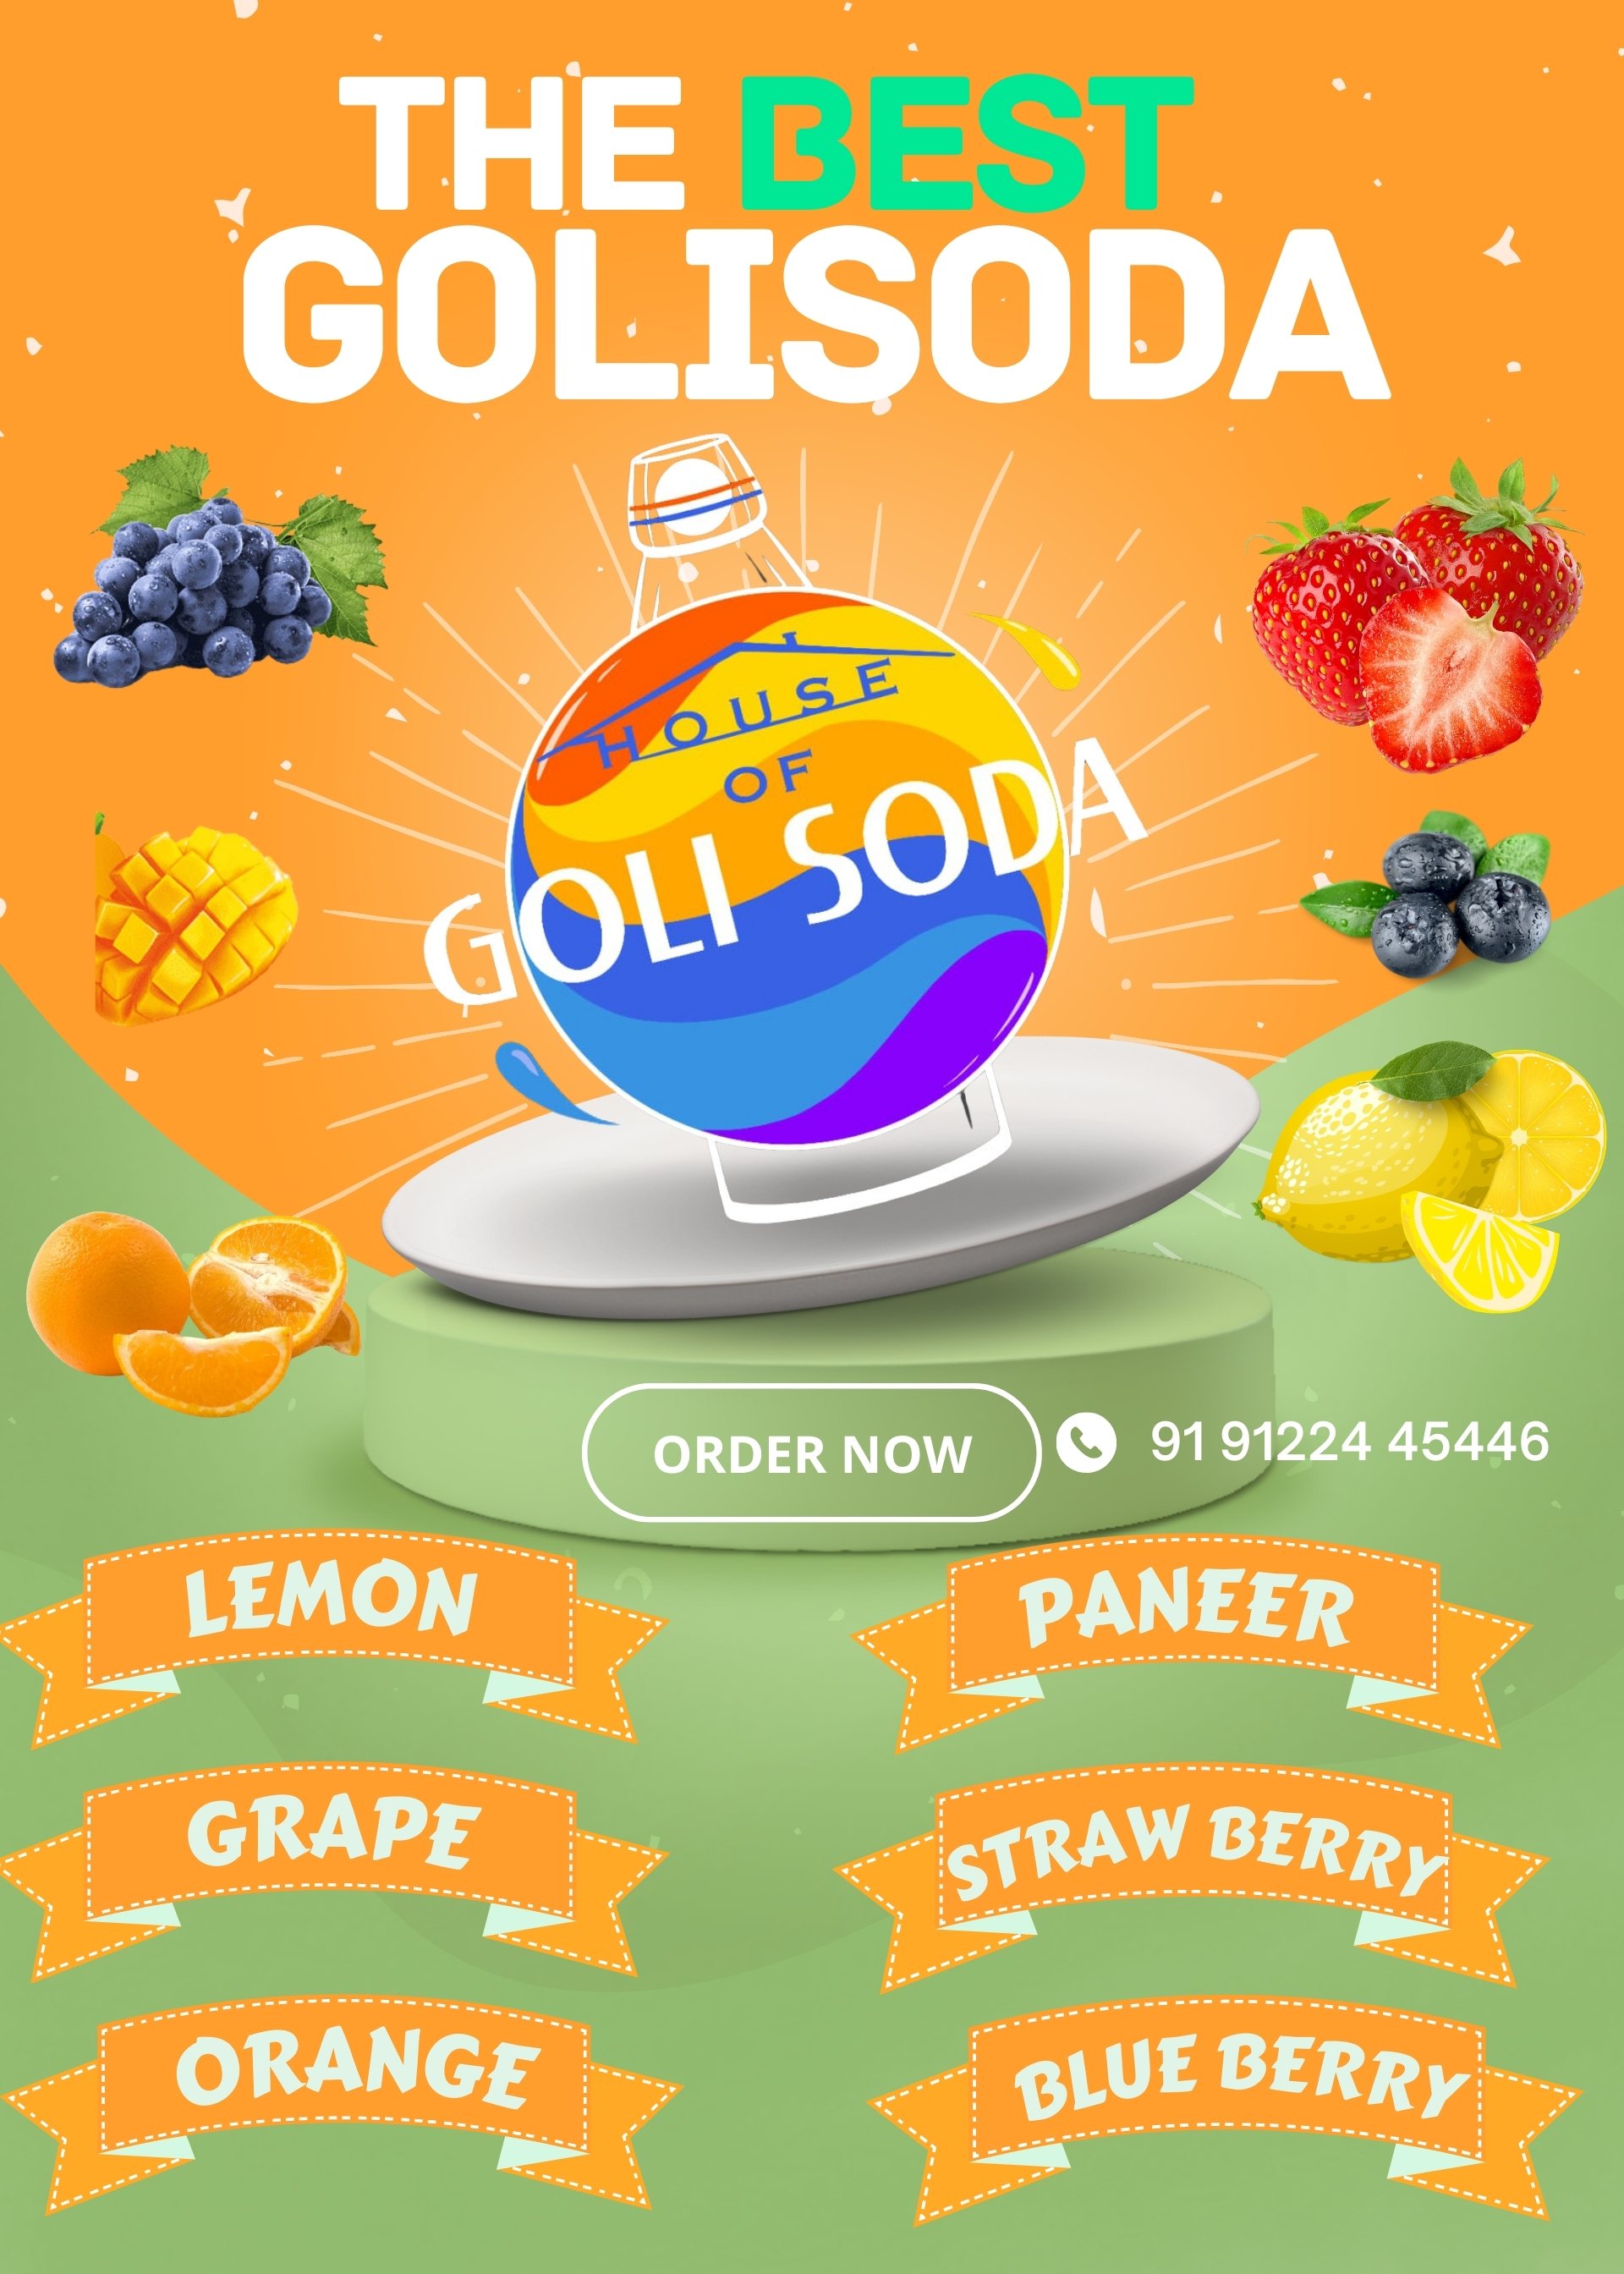 THE BEST
GOLISODA
HOUSE
OF
GOLI SODA
ORDER NOW
91 91224 45446
LEMON
PANEER
GRAPE
STRAW BERRY
ORANGE
BLUE BERRY